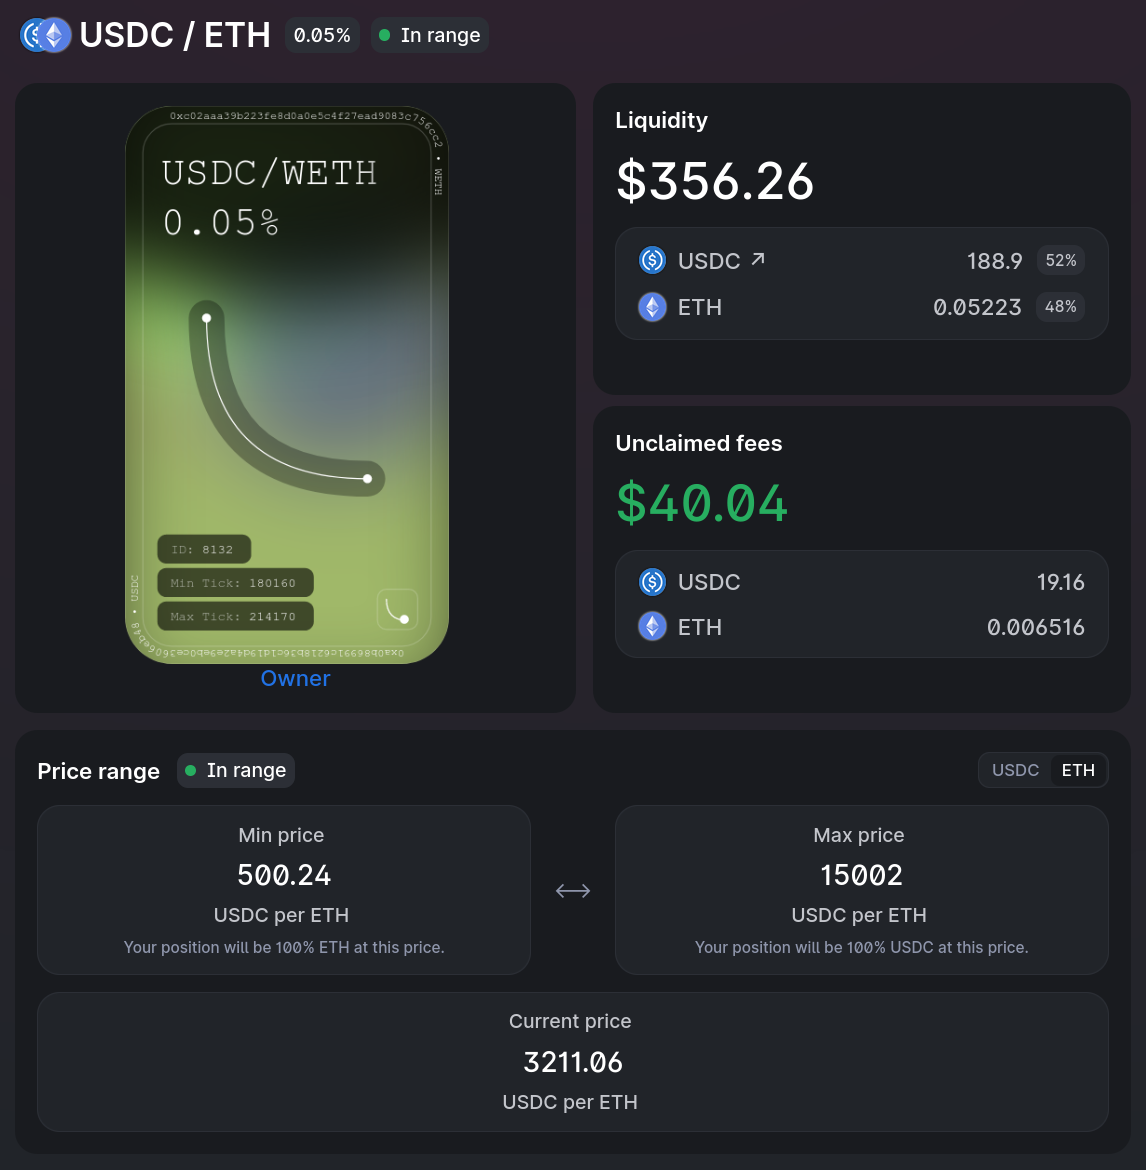 USDC / ETH 0.05% In range
0xc02aaa39b223fe8d0a0e5c4f27ead9083c756cc2 • WETH
USDC/WETH
0.05%
ID: 8132
Min Tick: 180160
Max Tick: 214170
0xa0b86991c6218b36c1d19d4a2e9eb0ce3606eb48 • USDC
Owner
Liquidity
$356.26
USDC ↗ 188.9 52%
ETH 0.05223 48%
Unclaimed fees
$40.04
USDC 19.16
ETH 0.006516
Price range In range USDC ETH
Min price
500.24
USDC per ETH
Your position will be 100% ETH at this price.
Max price
15002
USDC per ETH
Your position will be 100% USDC at this price.
Current price
3211.06
USDC per ETH